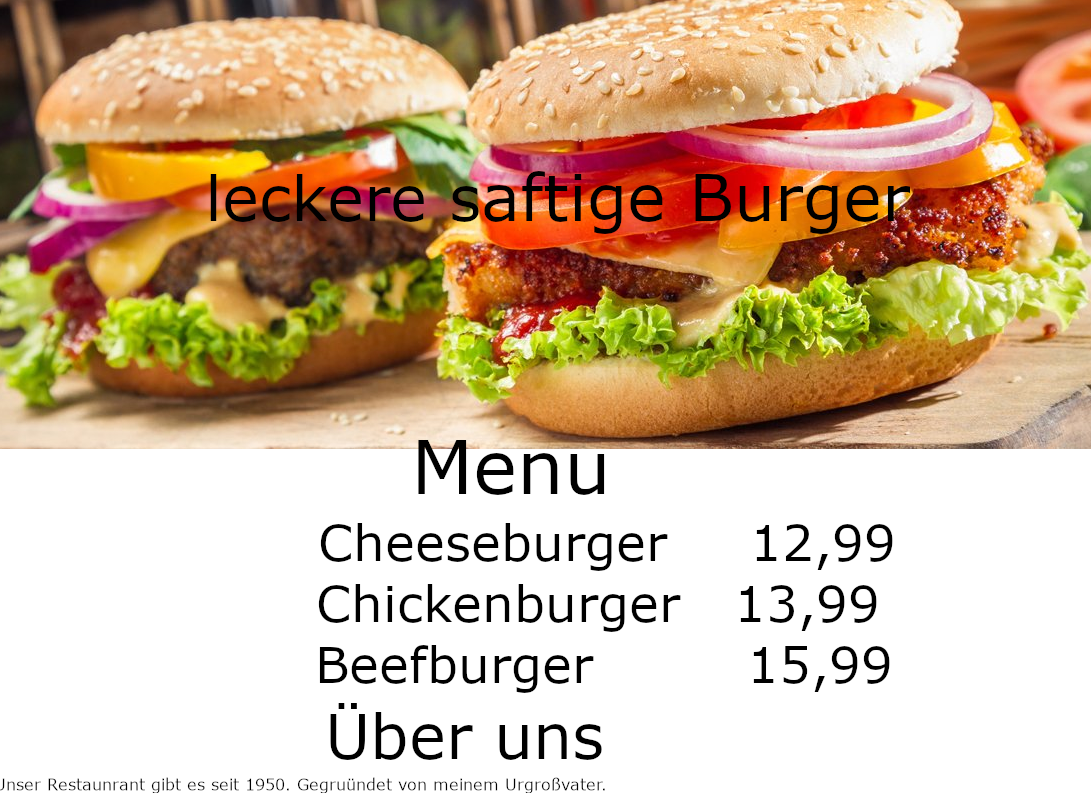 leckere saftige Burger
Menu
Cheeseburger 12,99
Chickenburger 13,99
Beefburger 15,99
Über uns
Unser Restaunrant gibt es seit 1950. Gegruündet von meinem Urgroßvater.